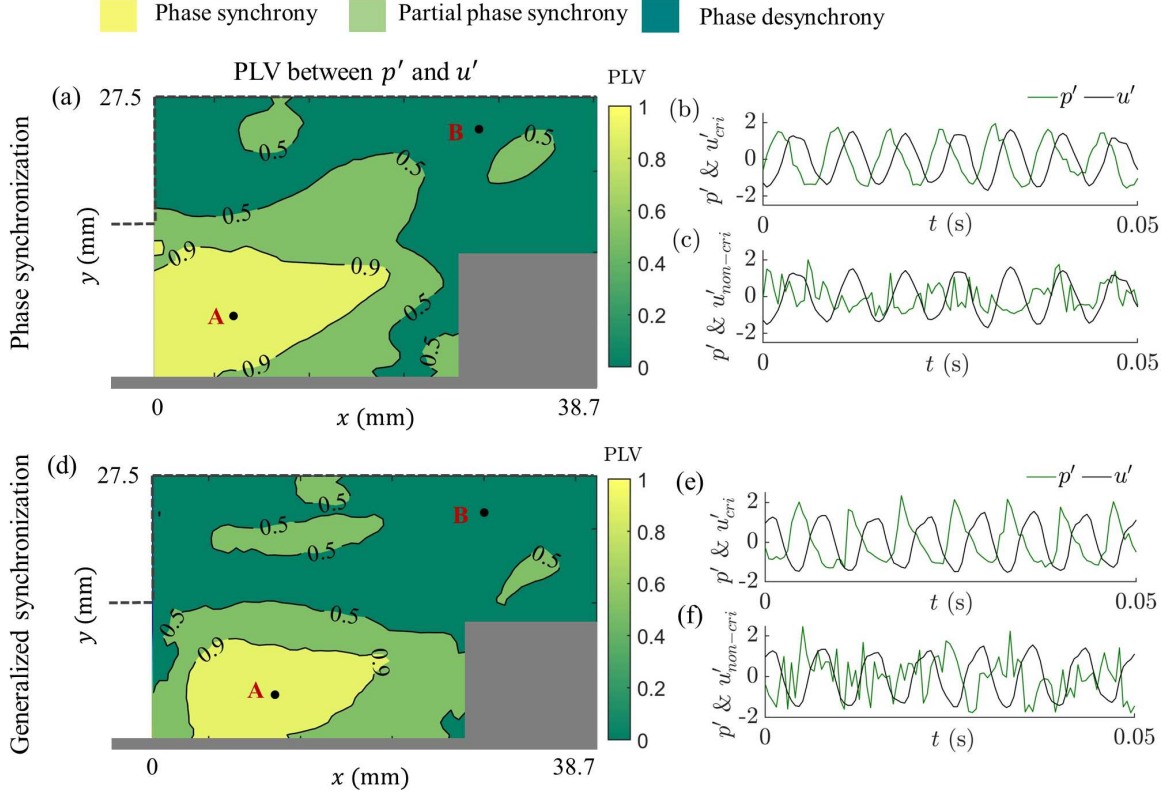 Phase synchrony Partial phase synchrony Phase desynchrony
PLV between p′ and u′
Phase synchronization
(a)
27.5
y (mm)
0.5
0.5
0.5
0.5
0.9
0.9
0.9
0.5
0.5
A
B
0 38.7
x (mm)
PLV
1
0.8
0.6
0.4
0.2
0
(b)
p′ u′
p′ & u′cri
2
0
-2
0 0.05
t (s)
(c)
p′ & u′non−cri
2
0
-2
0 0.05
t (s)
Generalized synchronization
(d)
27.5
y (mm)
0.5
0.5
0.5
0.5
0.5
0.5
0.9
0.9
A
B
0 38.7
x (mm)
PLV
1
0.8
0.6
0.4
0.2
0
(e)
p′ u′
p′ & u′cri
2
0
-2
0 0.05
t (s)
(f)
p′ & u′non−cri
2
0
-2
0 0.05
t (s)